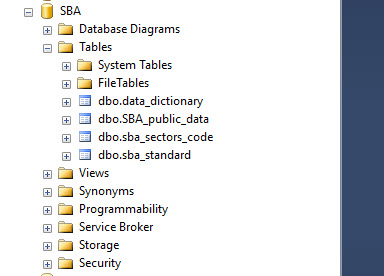 SBA
Database Diagrams
Tables
System Tables
FileTables
dbo.data_dictionary
dbo.SBA_public_data
dbo.sba_sectors_code
dbo.sba_standard
Views
Synonyms
Programmability
Service Broker
Storage
Security